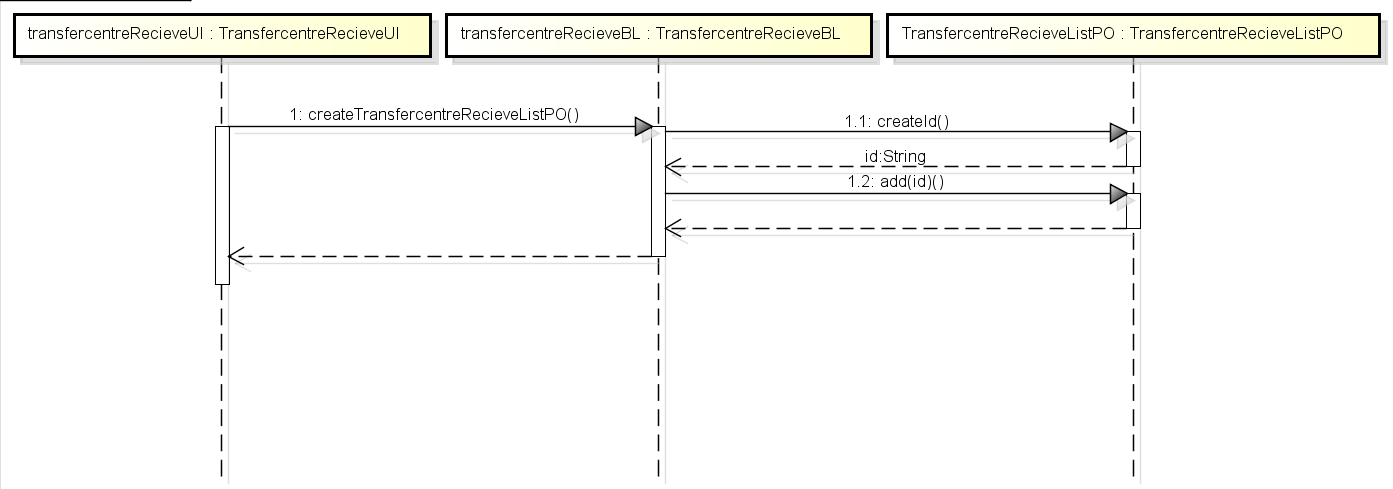 transfercentreRecieveUI : TransfercentreRecieveUI
transfercentreRecieveBL : TransfercentreRecieveBL
TransfercentreRecieveListPO : TransfercentreRecieveListPO
1: createTransfercentreRecieveListPO()
1.1: createId()
id:String
1.2: add(id)()